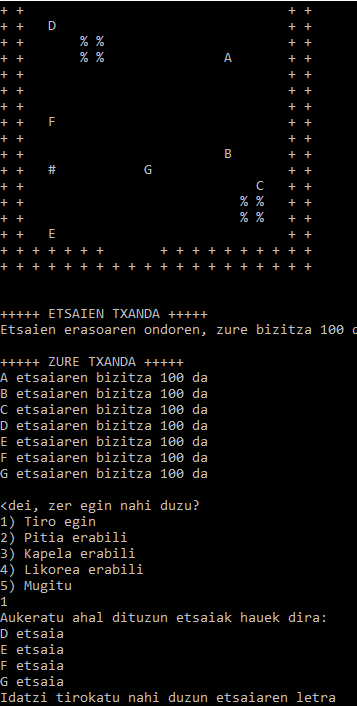 + +                                 + +
+ +   D                             + +
+ +       % %                       + +
+ +       % %               A       + +
+ +                                 + +
+ +                                 + +
+ +                                 + +
+ +   F                             + +
+ +                                 + +
+ +                         B       + +
+ +   #           G                 + +
+ +                             C   + +
+ +                           % %   + +
+ +                           % %   + +
+ +   E                             + +
+ + + + + + +       + + + + + + + + + +
+ + + + + + + + + + + + + + + + + + + +
+++++ ETSAIEN TXANDA +++++
Etsaien erasoaren ondoren, zure bizitza 100
+++++ ZURE TXANDA +++++
A etsaiaren bizitza 100 da
B etsaiaren bizitza 100 da
C etsaiaren bizitza 100 da
D etsaiaren bizitza 100 da
E etsaiaren bizitza 100 da
F etsaiaren bizitza 100 da
G etsaiaren bizitza 100 da
<dei, zer egin nahi duzu?
1) Tiro egin
2) Pitia erabili
3) Kapela erabili
4) Likorea erabili
5) Mugitu
1
Aukeratu ahal dituzun etsaiak hauek dira:
D etsaia
E etsaia
F etsaia
G etsaia
Idatzi tirokatu nahi duzun etsaiaren letra